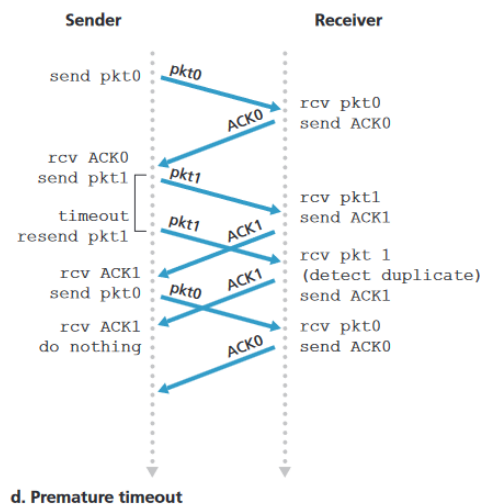 Sender
Receiver
send pkt0
pkt0
rcv pkt0
send ACK0
ACK0
rcv ACK0
send pkt1
pkt1
rcv pkt1
send ACK1
timeout
resend pkt1
pkt1
ACK1
rcv pkt 1
(detect duplicate)
send ACK1
rcv ACK1
send pkt0
pkt0
ACK1
rcv pkt0
send ACK0
rcv ACK1
do nothing
ACK0
d. Premature timeout